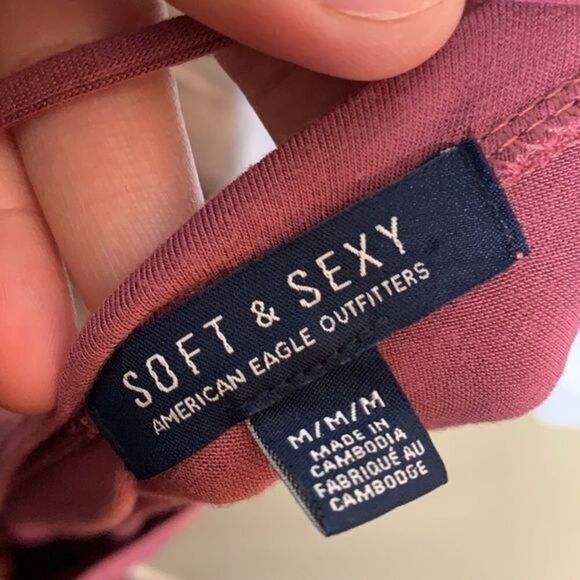 SOFT & SEXY
AMERICAN EAGLE OUTFITTERS
M/M/M
MADE IN
CAMBODIA
FABRIQUÉ AU
CAMBODGE